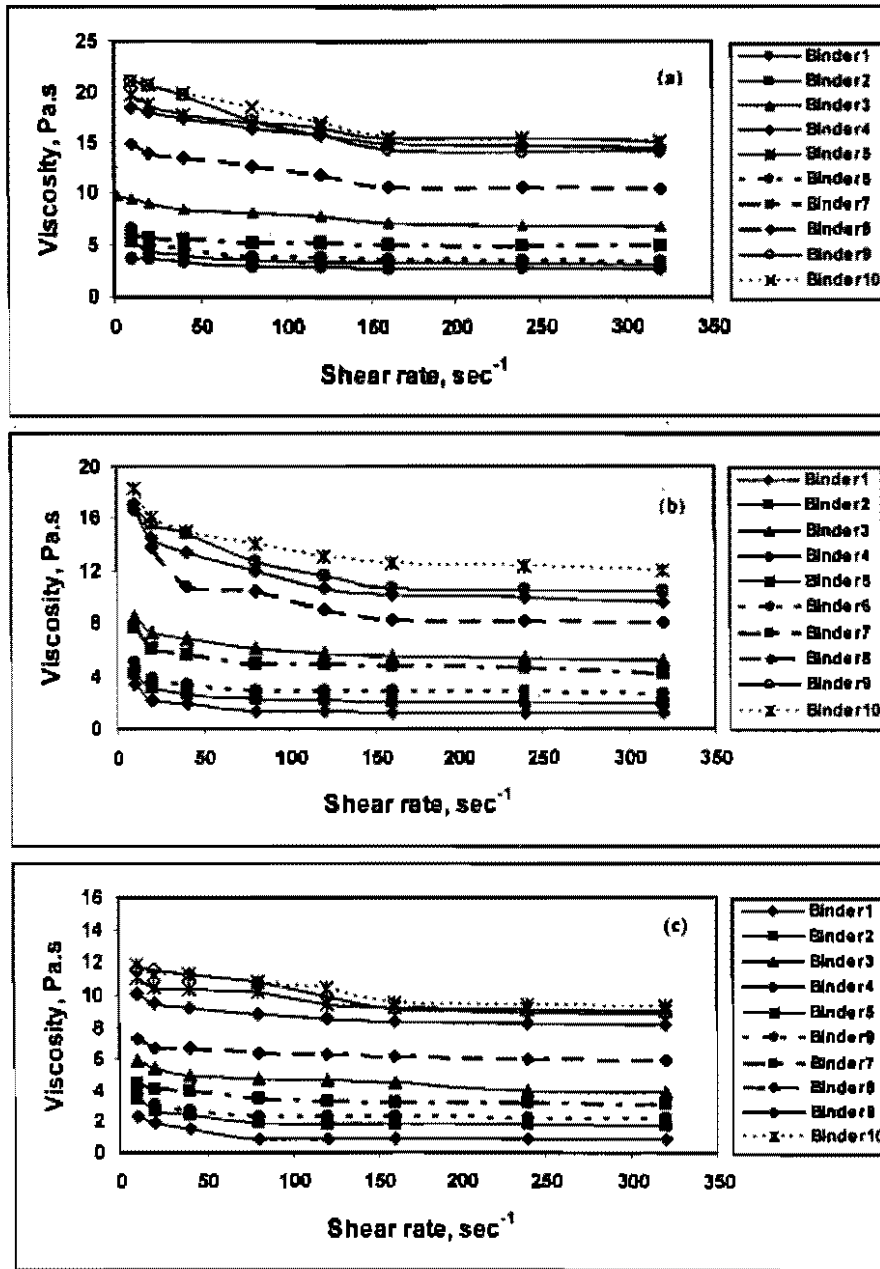 25
20
15
10
5
0
Viscosity, Pa.s
(a)
0 50 100 150 200 250 300 350
Shear rate, sec⁻¹
Binder1
Binder2
Binder3
Binder4
Binder5
Binder6
Binder7
Binder8
Binder9
Binder10
20
16
12
8
4
0
Viscosity, Pa.s
(b)
0 50 100 150 200 250 300 350
Shear rate, sec⁻¹
Binder1
Binder2
Binder3
Binder4
Binder5
Binder6
Binder7
Binder8
Binder9
Binder10
16
14
12
10
8
6
4
2
0
Viscosity, Pa.s
(c)
0 50 100 150 200 250 300 350
Shear rate, sec⁻¹
Binder1
Binder2
Binder3
Binder4
Binder5
Binder6
Binder7
Binder8
Binder9
Binder10